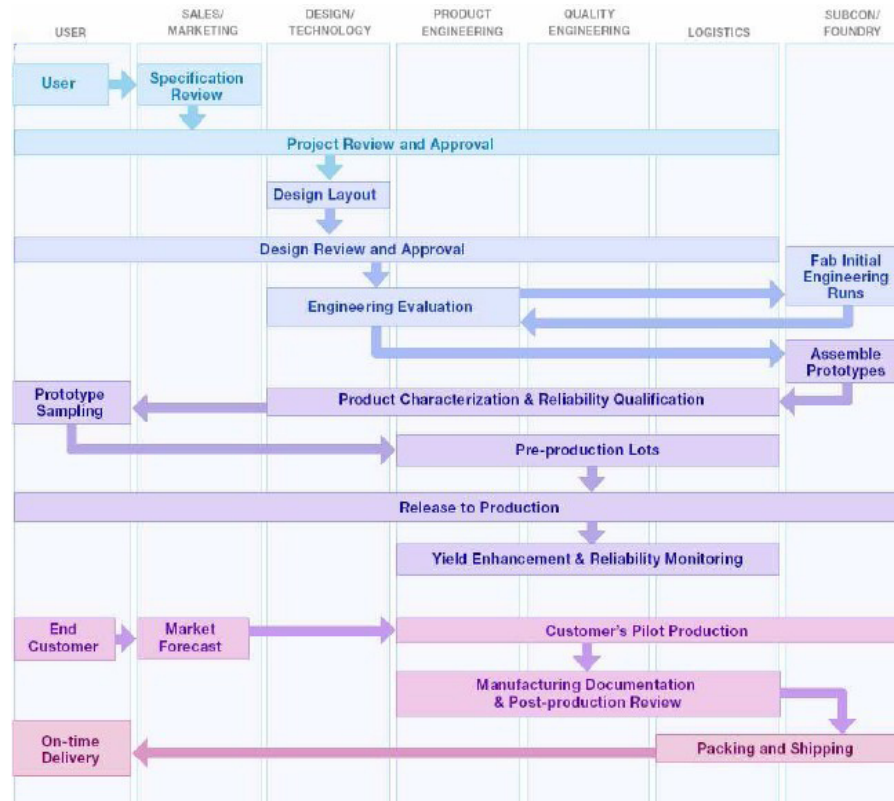 USER
SALES/
MARKETING
DESIGN/
TECHNOLOGY
PRODUCT
ENGINEERING
QUALITY
ENGINEERING
LOGISTICS
SUBCON/
FOUNDRY
User
Specification
Review
Project Review and Approval
Design Layout
Design Review and Approval
Fab Initial
Engineering
Runs
Engineering Evaluation
Assemble
Prototypes
Prototype
Sampling
Product Characterization & Reliability Qualification
Pre-production Lots
Release to Production
Yield Enhancement & Reliability Monitoring
End
Customer
Market
Forecast
Customer's Pilot Production
Manufacturing Documentation
& Post-production Review
On-time
Delivery
Packing and Shipping